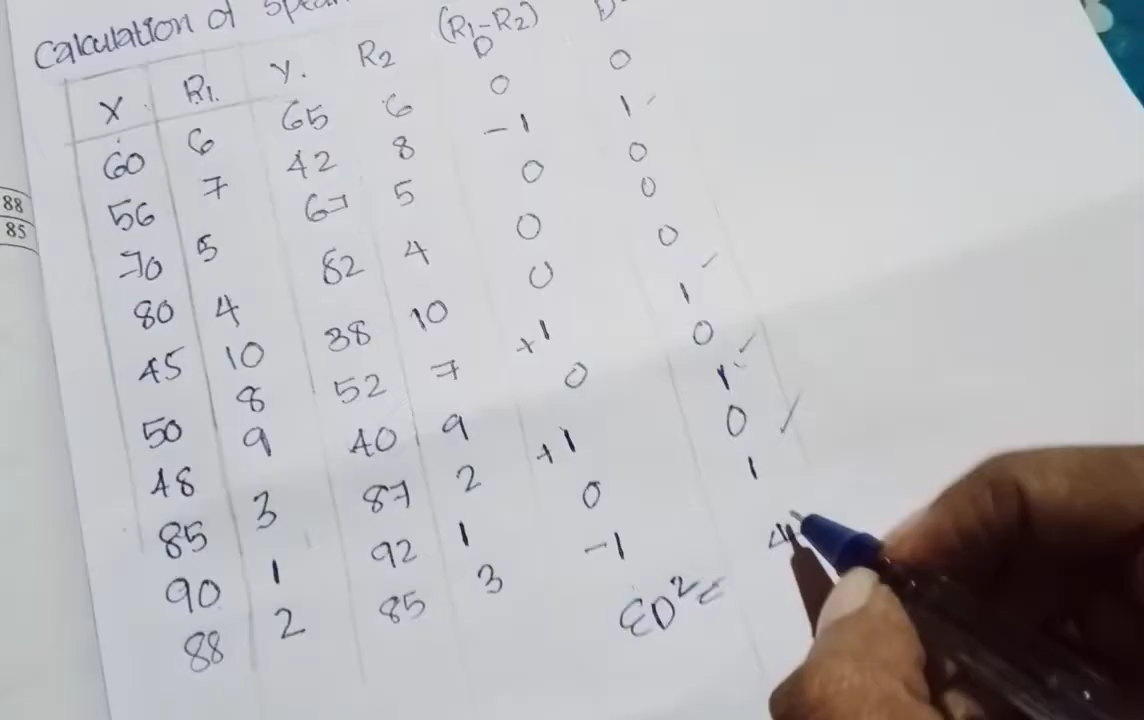 Calculation of Spear
X R1. Y. R2 (R1-R2) D D
60 6 65 6 0 0
56 7 42 8 -1 1
70 5 67 5 0 0
80 4 82 4 0 0
45 10 38 10 0 0
50 8 52 7 +1 1
48 9 40 9 0 0
85 3 87 2 +1 1
90 1 92 1 0 0
88 2 85 3 -1 1
ΣD²= 4
88
85